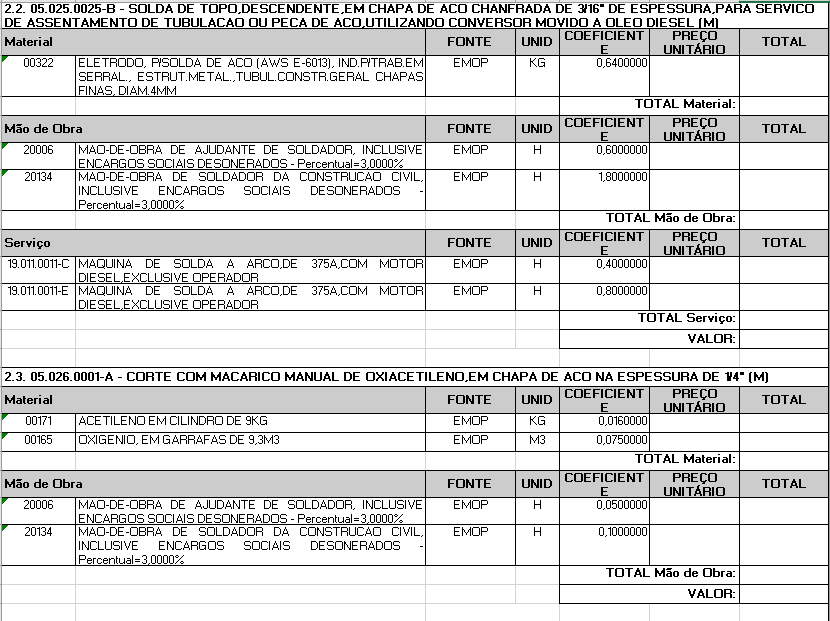 2.2. 05.025.0025-B - SOLDA DE TOPO,DESCENDENTE,EM CHAPA DE ACO CHANFRADA DE 3/16" DE ESPESSURA,PARA SERVICO
DE ASSENTAMENTO DE TUBULACAO OU PECA DE ACO,UTILIZANDO CONVERSOR MOVIDO A OLEO DIESEL (M)
Material FONTE UNID COEFICIENT
E PREÇO
UNITÁRIO TOTAL
00322 ELETRODO, P/SOLDA DE ACO (AWS E-6013), IND.P/TRAB.EM EMOP KG 0,6400000
SERRAL., ESTRUT.METAL.,TUBUL.CONSTR.GERAL CHAPAS
FINAS, DIAM.4MM
TOTAL Material:
Mão de Obra FONTE UNID COEFICIENT
E PREÇO
UNITÁRIO TOTAL
20006 MAO-DE-OBRA DE AJUDANTE DE SOLDADOR, INCLUSIVE EMOP H 0,6000000
ENCARGOS SOCIAIS DESONERADOS - Percentual=3,0000%
20134 MAO-DE-OBRA DE SOLDADOR DA CONSTRUCAO CIVIL, EMOP H 1,8000000
INCLUSIVE ENCARGOS SOCIAIS DESONERADOS -
Percentual=3,0000%
TOTAL Mão de Obra:
Serviço FONTE UNID COEFICIENT
E PREÇO
UNITÁRIO TOTAL
19.011.0011-C MAQUINA DE SOLDA A ARCO,DE 375A,COM MOTOR EMOP H 0,4000000
DIESEL,EXCLUSIVE OPERADOR
19.011.0011-E MAQUINA DE SOLDA A ARCO,DE 375A,COM MOTOR EMOP H 0,8000000
DIESEL,EXCLUSIVE OPERADOR
TOTAL Serviço:
VALOR:
2.3. 05.026.0001-A - CORTE COM MACARICO MANUAL DE OXIACETILENO,EM CHAPA DE ACO NA ESPESSURA DE 1/4" (M)
Material FONTE UNID COEFICIENT
E PREÇO
UNITÁRIO TOTAL
00171 ACETILENO EM CILINDRO DE 9KG EMOP KG 0,0160000
00165 OXIGENIO, EM GARRAFAS DE 9,3M3 EMOP M3 0,0750000
TOTAL Material:
Mão de Obra FONTE UNID COEFICIENT
E PREÇO
UNITÁRIO TOTAL
20006 MAO-DE-OBRA DE AJUDANTE DE SOLDADOR, INCLUSIVE EMOP H 0,0500000
ENCARGOS SOCIAIS DESONERADOS - Percentual=3,0000%
20134 MAO-DE-OBRA DE SOLDADOR DA CONSTRUCAO CIVIL, EMOP H 0,1000000
INCLUSIVE ENCARGOS SOCIAIS DESONERADOS -
Percentual=3,0000%
TOTAL Mão de Obra:
VALOR: